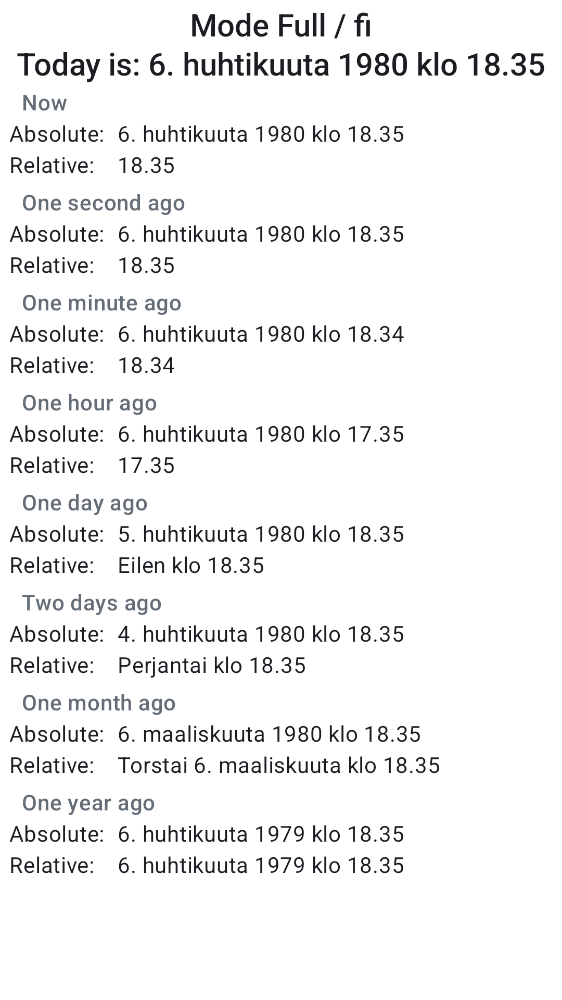 Mode Full / fi
Today is: 6. huhtikuuta 1980 klo 18.35
Now
Absolute: 6. huhtikuuta 1980 klo 18.35
Relative: 18.35
One second ago
Absolute: 6. huhtikuuta 1980 klo 18.35
Relative: 18.35
One minute ago
Absolute: 6. huhtikuuta 1980 klo 18.34
Relative: 18.34
One hour ago
Absolute: 6. huhtikuuta 1980 klo 17.35
Relative: 17.35
One day ago
Absolute: 5. huhtikuuta 1980 klo 18.35
Relative: Eilen klo 18.35
Two days ago
Absolute: 4. huhtikuuta 1980 klo 18.35
Relative: Perjantai klo 18.35
One month ago
Absolute: 6. maaliskuuta 1980 klo 18.35
Relative: Torstai 6. maaliskuuta klo 18.35
One year ago
Absolute: 6. huhtikuuta 1979 klo 18.35
Relative: 6. huhtikuuta 1979 klo 18.35